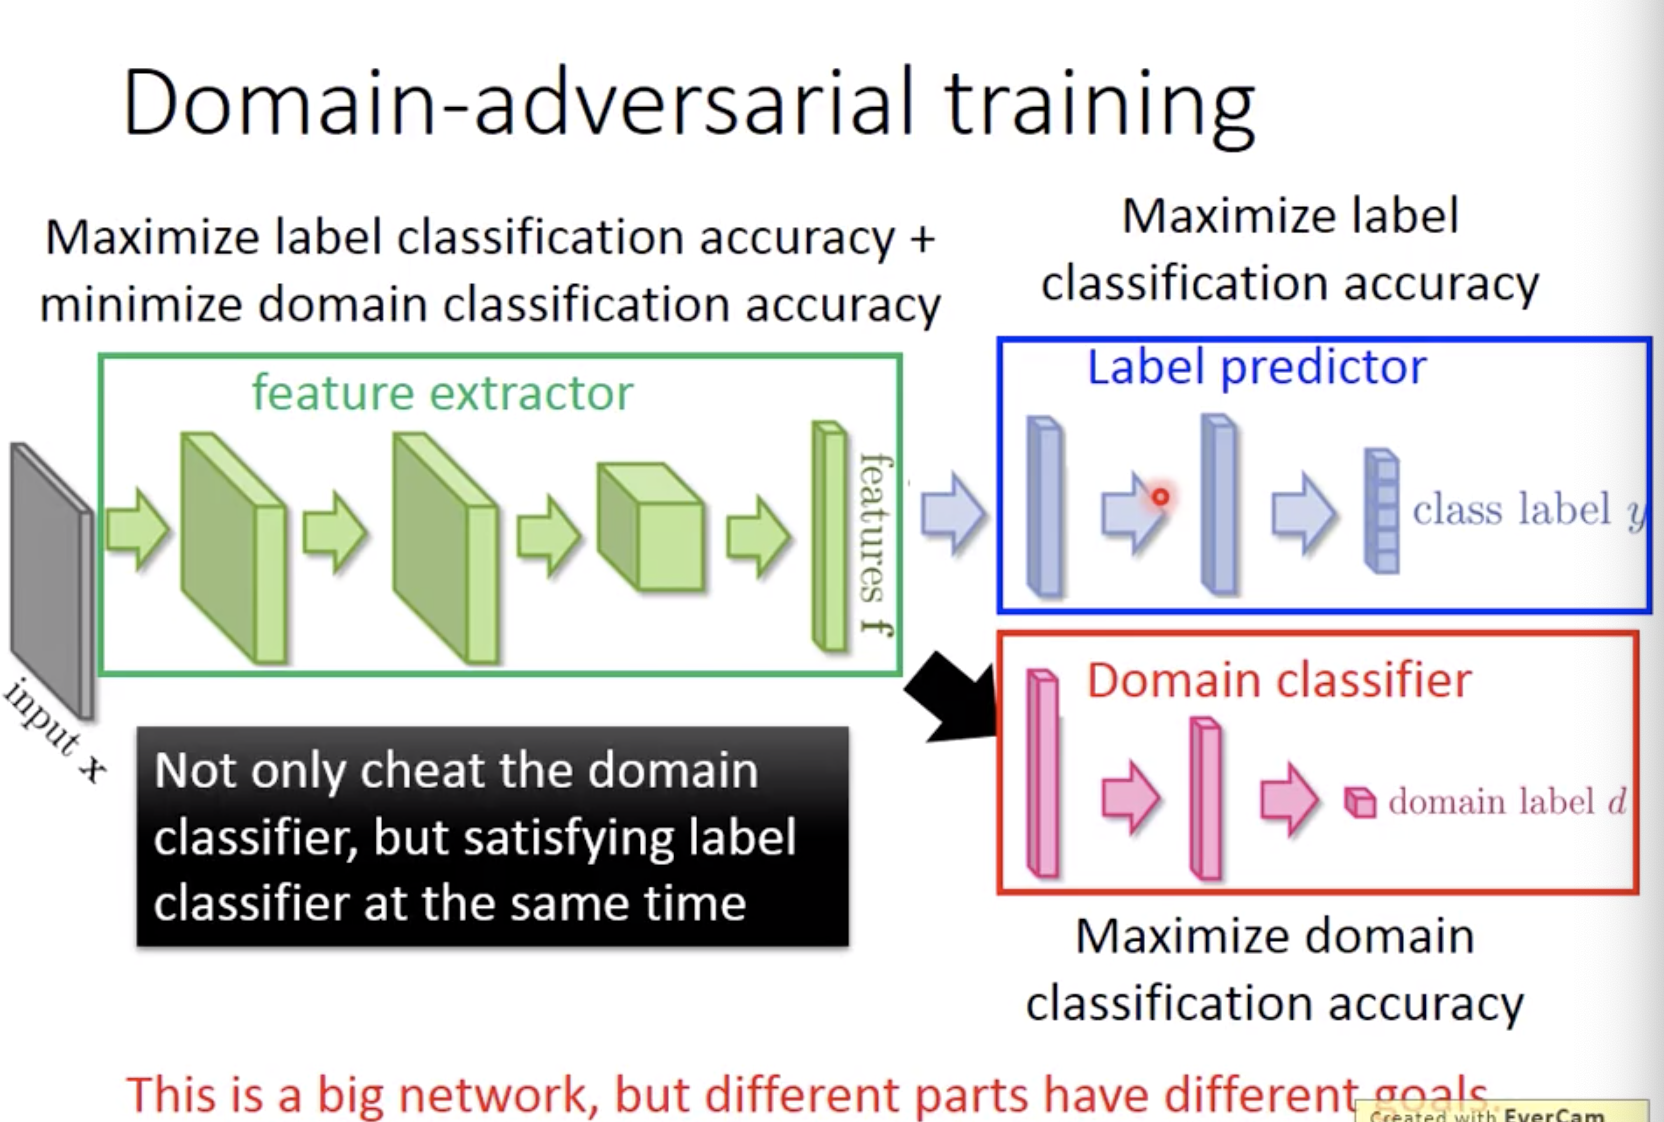 Domain-adversarial training
Maximize label classification accuracy +
minimize domain classification accuracy
Maximize label
classification accuracy
feature extractor
features f
input x
Label predictor
class label y
Domain classifier
domain label d
Not only cheat the domain
classifier, but satisfying label
classifier at the same time
Maximize domain
classification accuracy
This is a big network, but different parts have different goals.
Created with EverCam